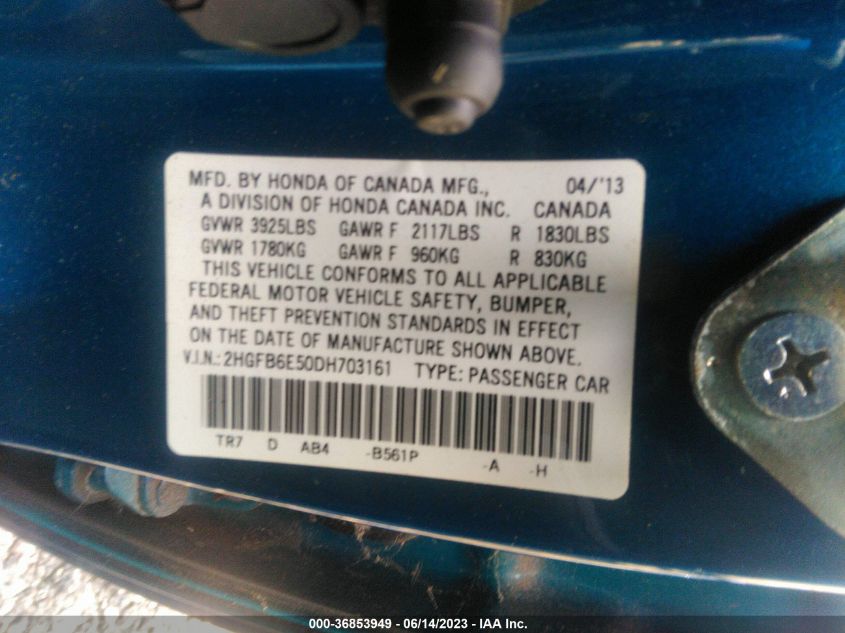 MFD. BY HONDA OF CANADA MFG., 04/'13
A DIVISION OF HONDA CANADA INC. CANADA
GVWR 3925LBS GAWR F 2117LBS R 1830LBS
GVWR 1780KG GAWR F 960KG R 830KG
THIS VEHICLE CONFORMS TO ALL APPLICABLE
FEDERAL MOTOR VEHICLE SAFETY, BUMPER,
AND THEFT PREVENTION STANDARDS IN EFFECT
ON THE DATE OF MANUFACTURE SHOWN ABOVE.
V.I.N.: 2HGFB6E50DH703161 TYPE: PASSENGER CAR
TR7 D AB4 -B561P -A -H
000-36853949 - 06/14/2023 - IAA Inc.